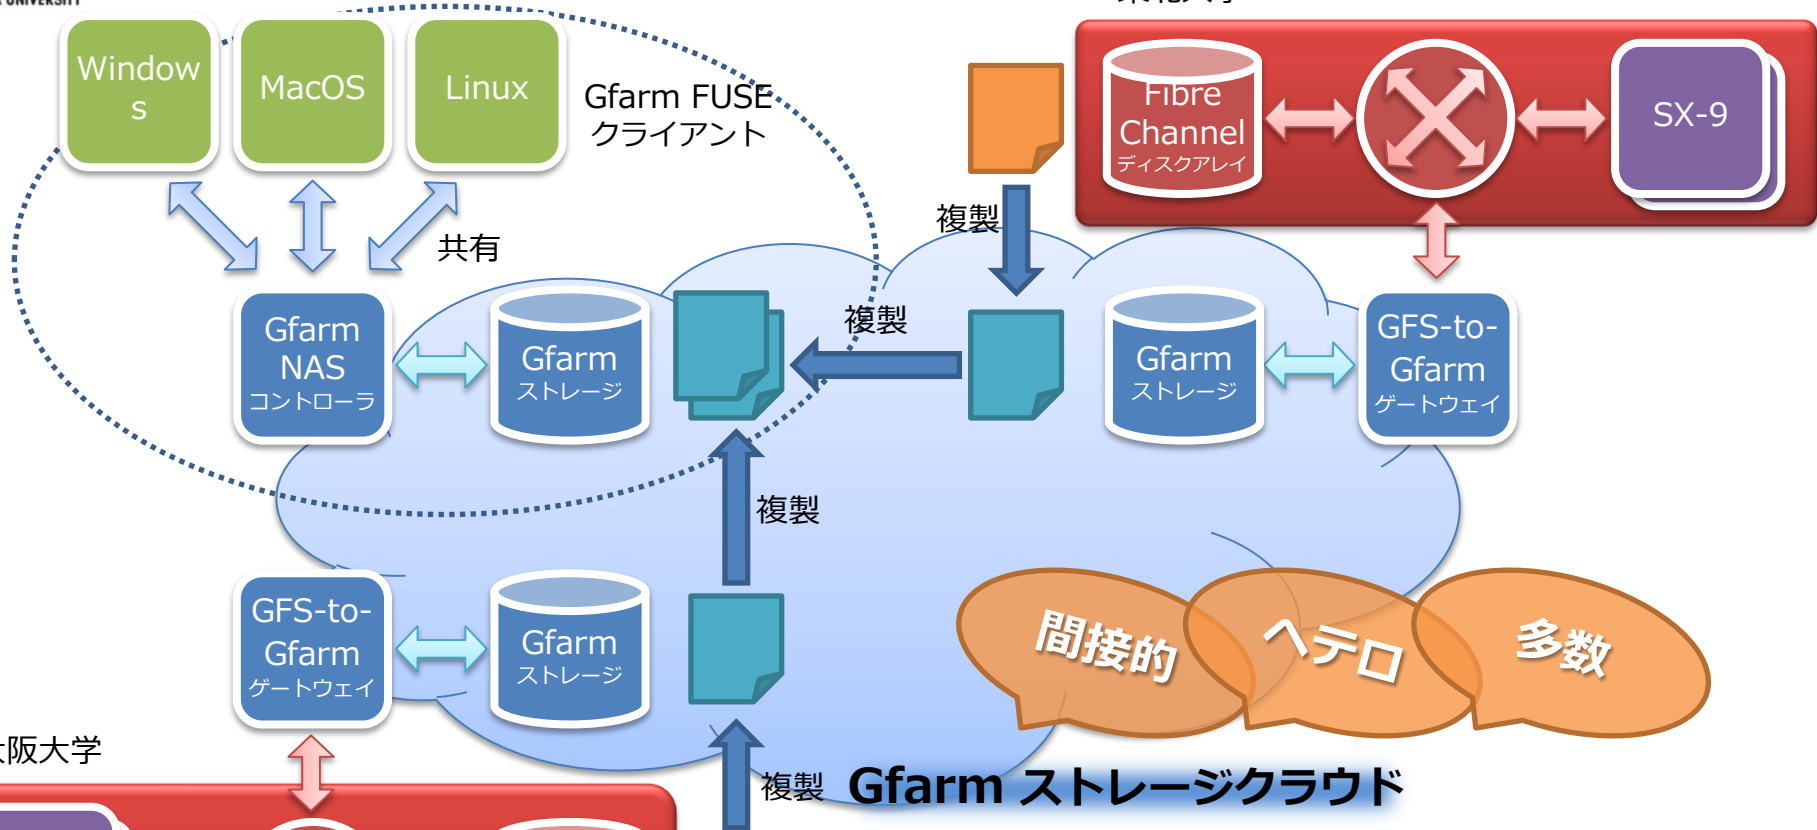 UNIVERSITY
Window
s
MacOS
Linux
Gfarm FUSE
クライアント
共有
Gfarm
NAS
コントローラ
Gfarm
ストレージ
複製
複製
Fibre
Channel
ディスクアレイ
SX-9
Gfarm
ストレージ
GFS-to-
Gfarm
ゲートウェイ
複製
GFS-to-
Gfarm
ゲートウェイ
Gfarm
ストレージ
間接的
ヘテロ
多数
阪大学
複製
Gfarm ストレージクラウド